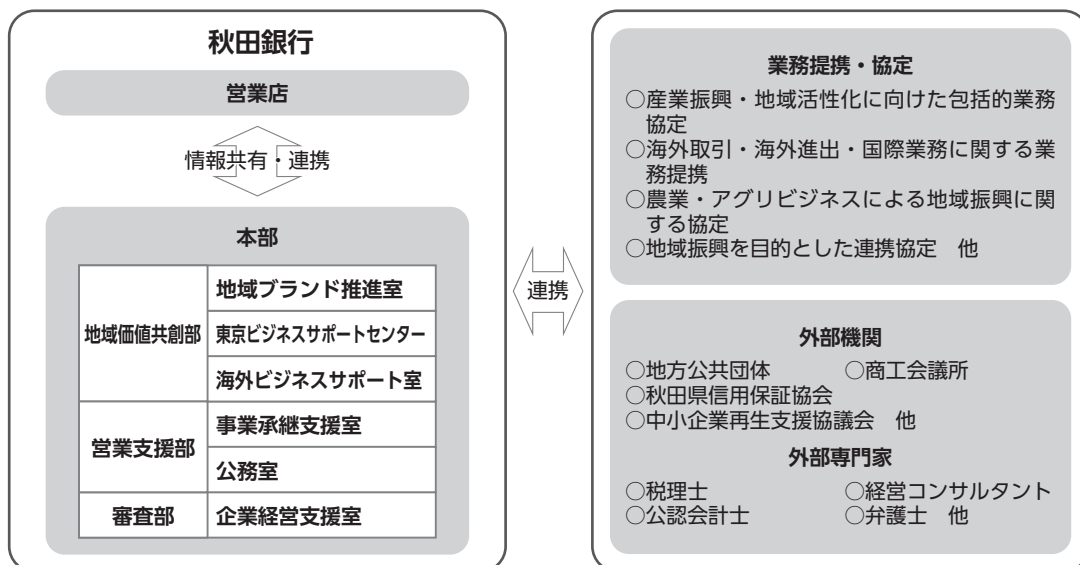 秋田銀行
営業店
情報共有・連携
本部
地域価値共創部
地域ブランド推進室
東京ビジネスサポートセンター
海外ビジネスサポート室
営業支援部
事業承継支援室
公務室
審査部
企業経営支援室
連携
業務提携・協定
○産業振興・地域活性化に向けた包括的業務
協定
○海外取引・海外進出・国際業務に関する業
務提携
○農業・アグリビジネスによる地域振興に関
する協定
○地域振興を目的とした連携協定　他
外部機関
○地方公共団体　○商工会議所
○秋田県信用保証協会
○中小企業再生支援協議会　他
外部専門家
○税理士　○経営コンサルタント
○公認会計士　○弁護士　他